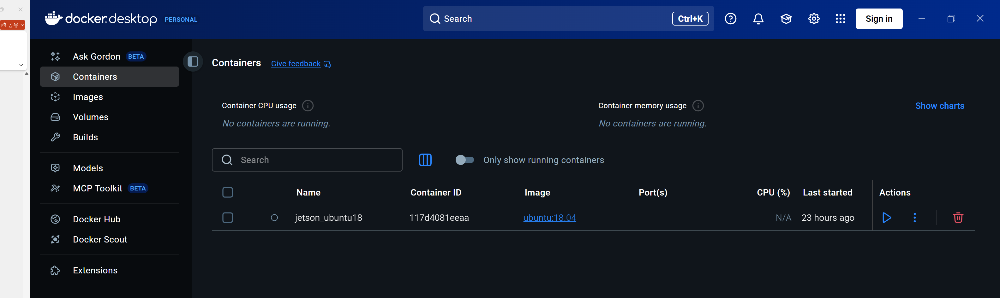 공유
docker desktop PERSONAL
Search
Ctrl+K
Sign in
Ask Gordon BETA
Containers
Images
Volumes
Builds
Models
MCP Toolkit BETA
Docker Hub
Docker Scout
Extensions
Containers Give feedback
Container CPU usage
No containers are running.
Container memory usage
No containers are running.
Show charts
Search
Only show running containers
Name Container ID Image Port(s) CPU (%) Last started Actions
jetson_ubuntu18 117d4081eeaa ubuntu:18.04 N/A 23 hours ago